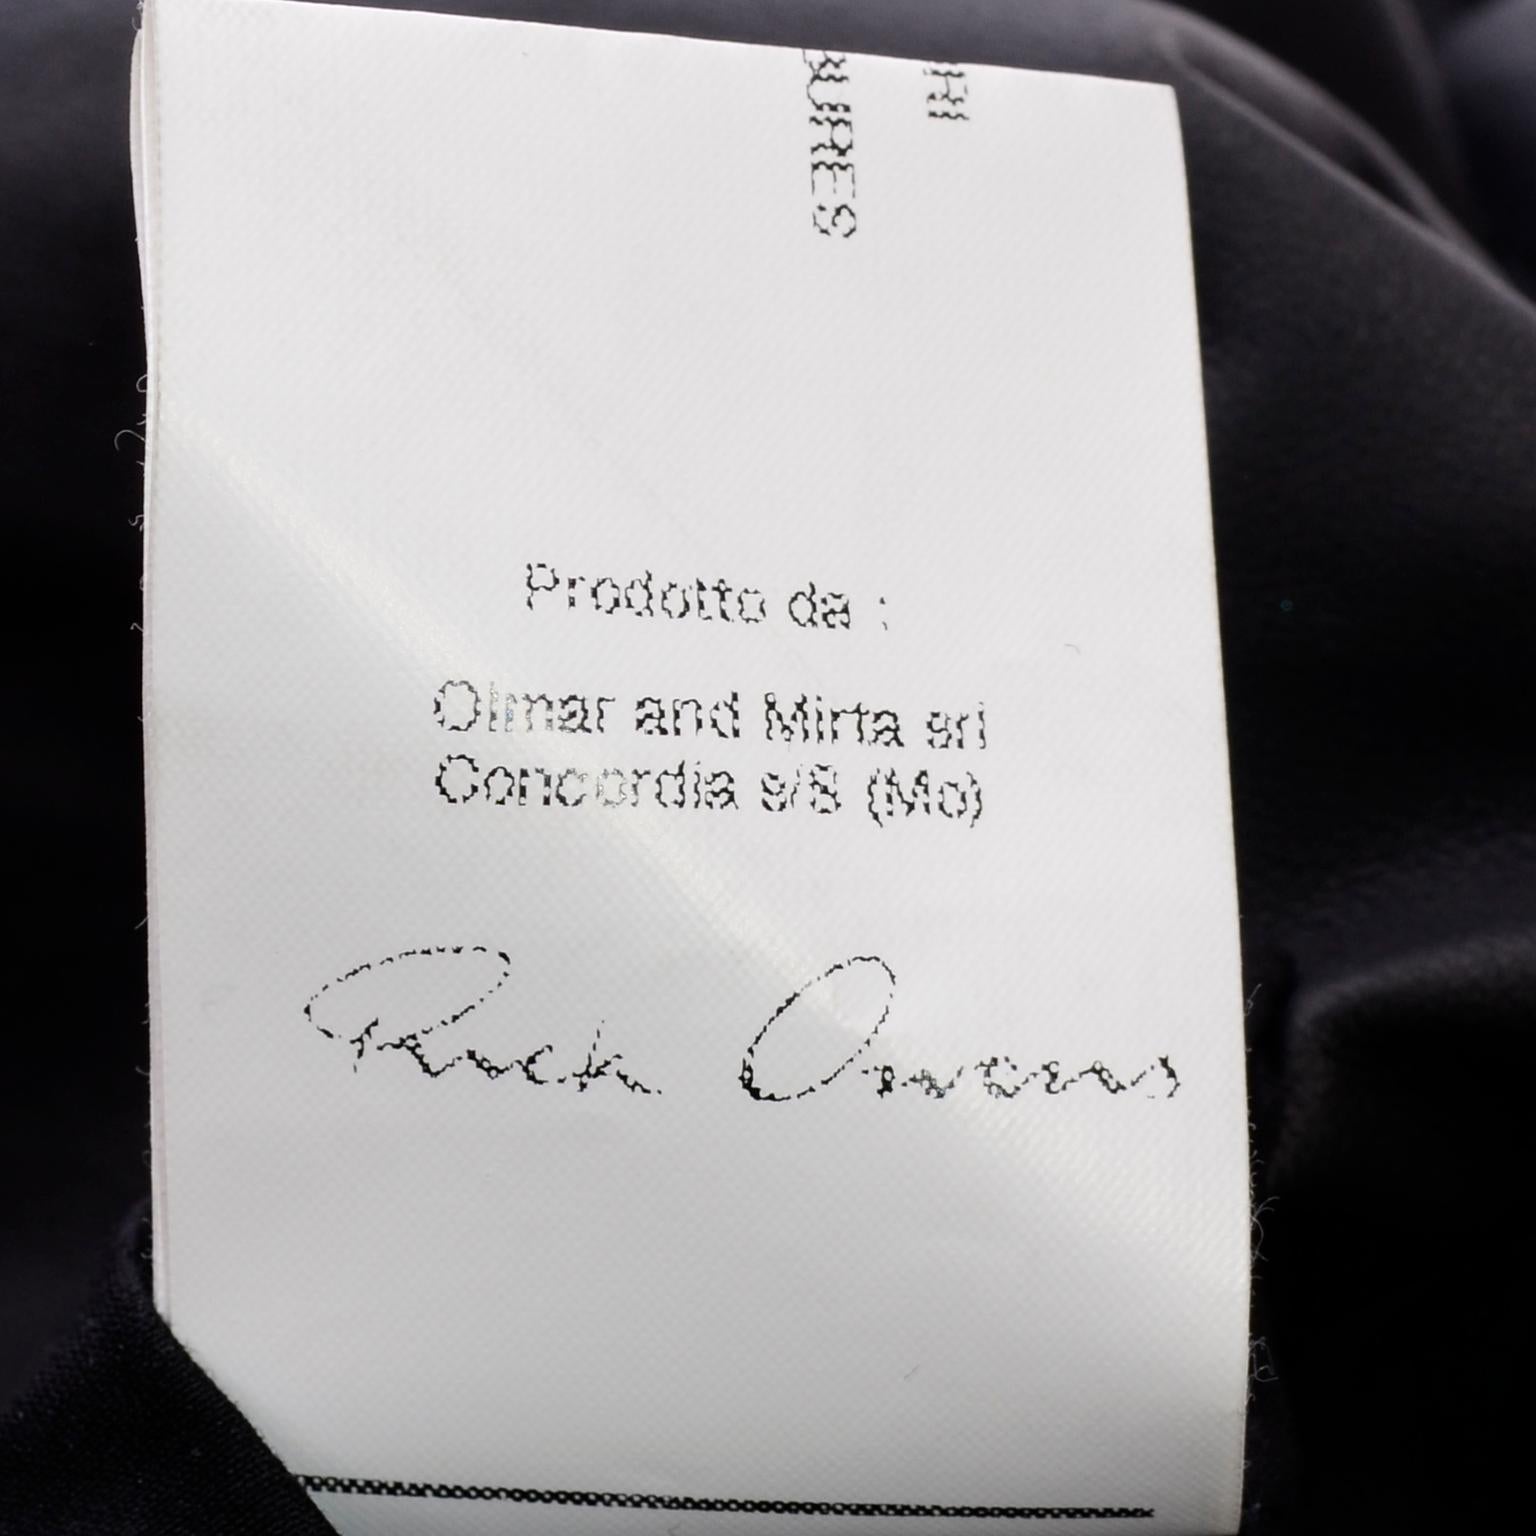 Prodotto da :
Olmar and Mirta srl
Concordia s/S (Mo)
Rick Owens